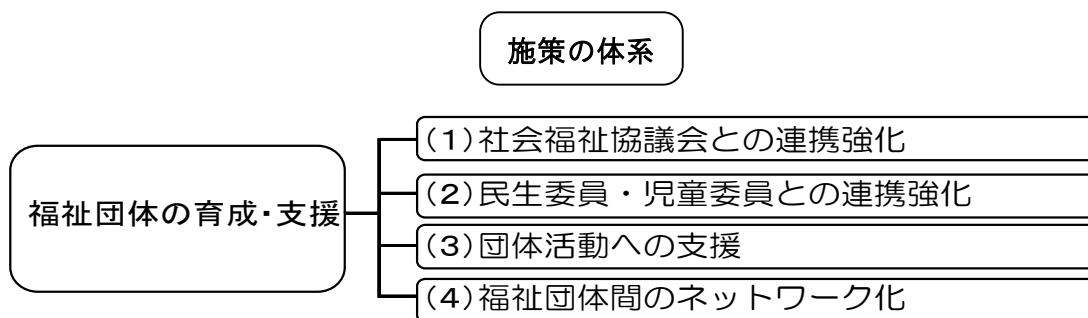 施策の体系
福祉団体の育成・支援
(1)社会福祉協議会との連携強化
(2)民生委員・児童委員との連携強化
(3)団体活動への支援
(4)福祉団体間のネットワーク化